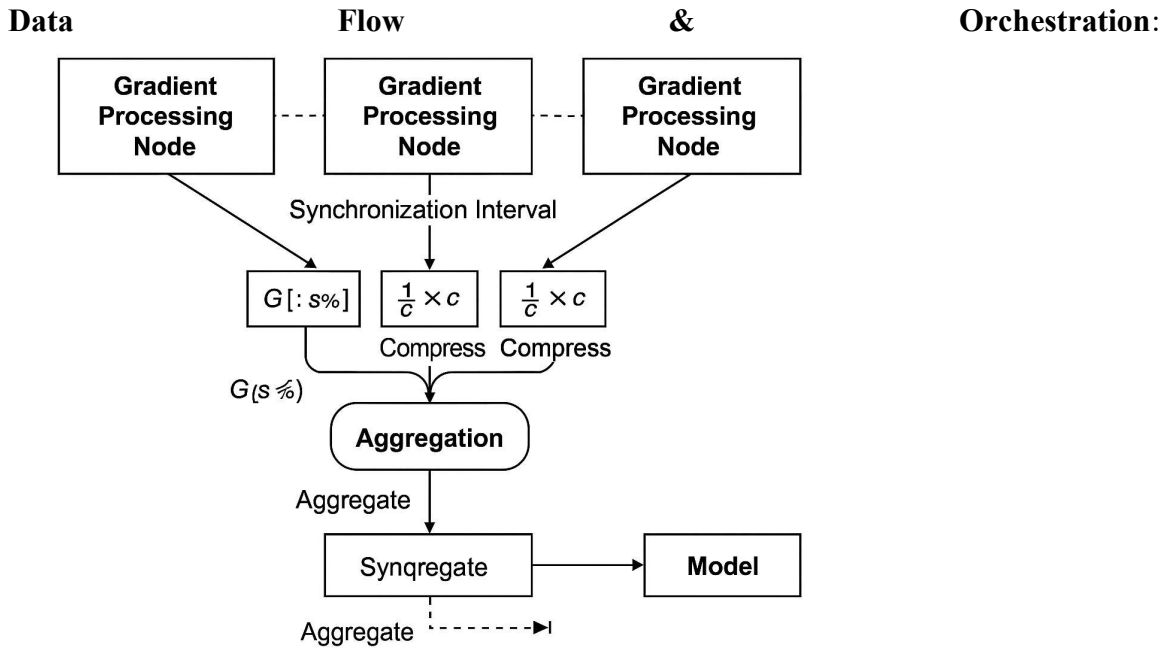 Data Flow & Orchestration:
Gradient Processing Node
Gradient Processing Node
Gradient Processing Node
Synchronization Interval
G[: s%]
1/c × c
1/c × c
Compress
Compress
Aggregation
Aggregate
Synqregate
Model
Aggregate